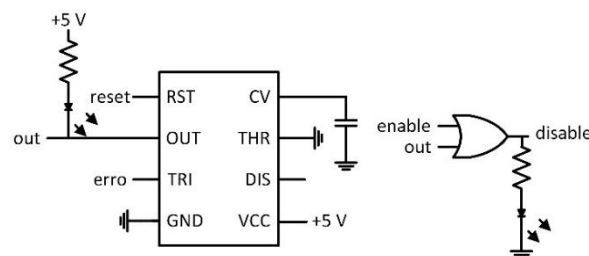 +5 V
reset
RST
CV
out
OUT
THR
erro
TRI
DIS
GND
VCC
+5 V
enable
out
disable